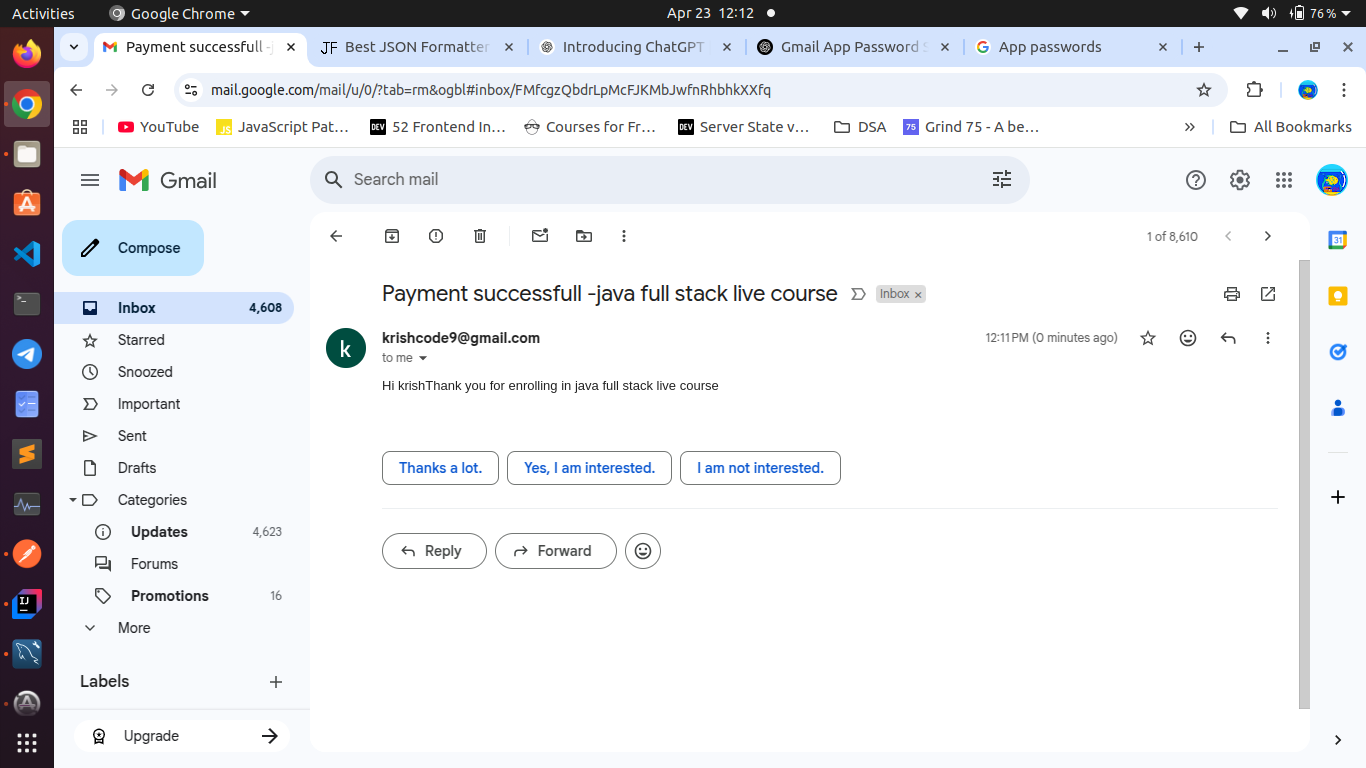 Activities
Google Chrome
Apr 23 12:12
76 %
Payment successfull -j
JF Best JSON Formatter
Introducing ChatGPT
Gmail App Password S
App passwords
mail.google.com/mail/u/0/?tab=rm&ogbl#inbox/FMfcgzQbdrLpMcFJKMbJwfnRhbhkXXfq
YouTube
JS JavaScript Pat...
DEV 52 Frontend In...
Courses for Fr...
DEV Server State v...
DSA
75 Grind 75 - A be...
All Bookmarks
Gmail
Search mail
Compose
1 of 8,610
31
Payment successfull -java full stack live course
Inbox
Inbox 4,608
k
krishcode9@gmail.com
12:11 PM (0 minutes ago)
Starred
to me
Snoozed
Hi krishThank you for enrolling in java full stack live course
Important
Sent
Drafts
Thanks a lot.
Yes, I am interested.
I am not interested.
Categories
Updates 4,623
Forums
Reply
Forward
Promotions 16
IJ
More
Labels
Upgrade